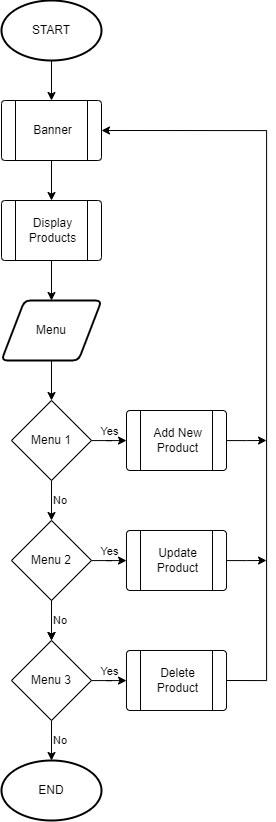 START
Banner
Display
Products
Menu
Menu 1
Yes
Add New
Product
No
Menu 2
Yes
Update
Product
No
Menu 3
Yes
Delete
Product
No
END